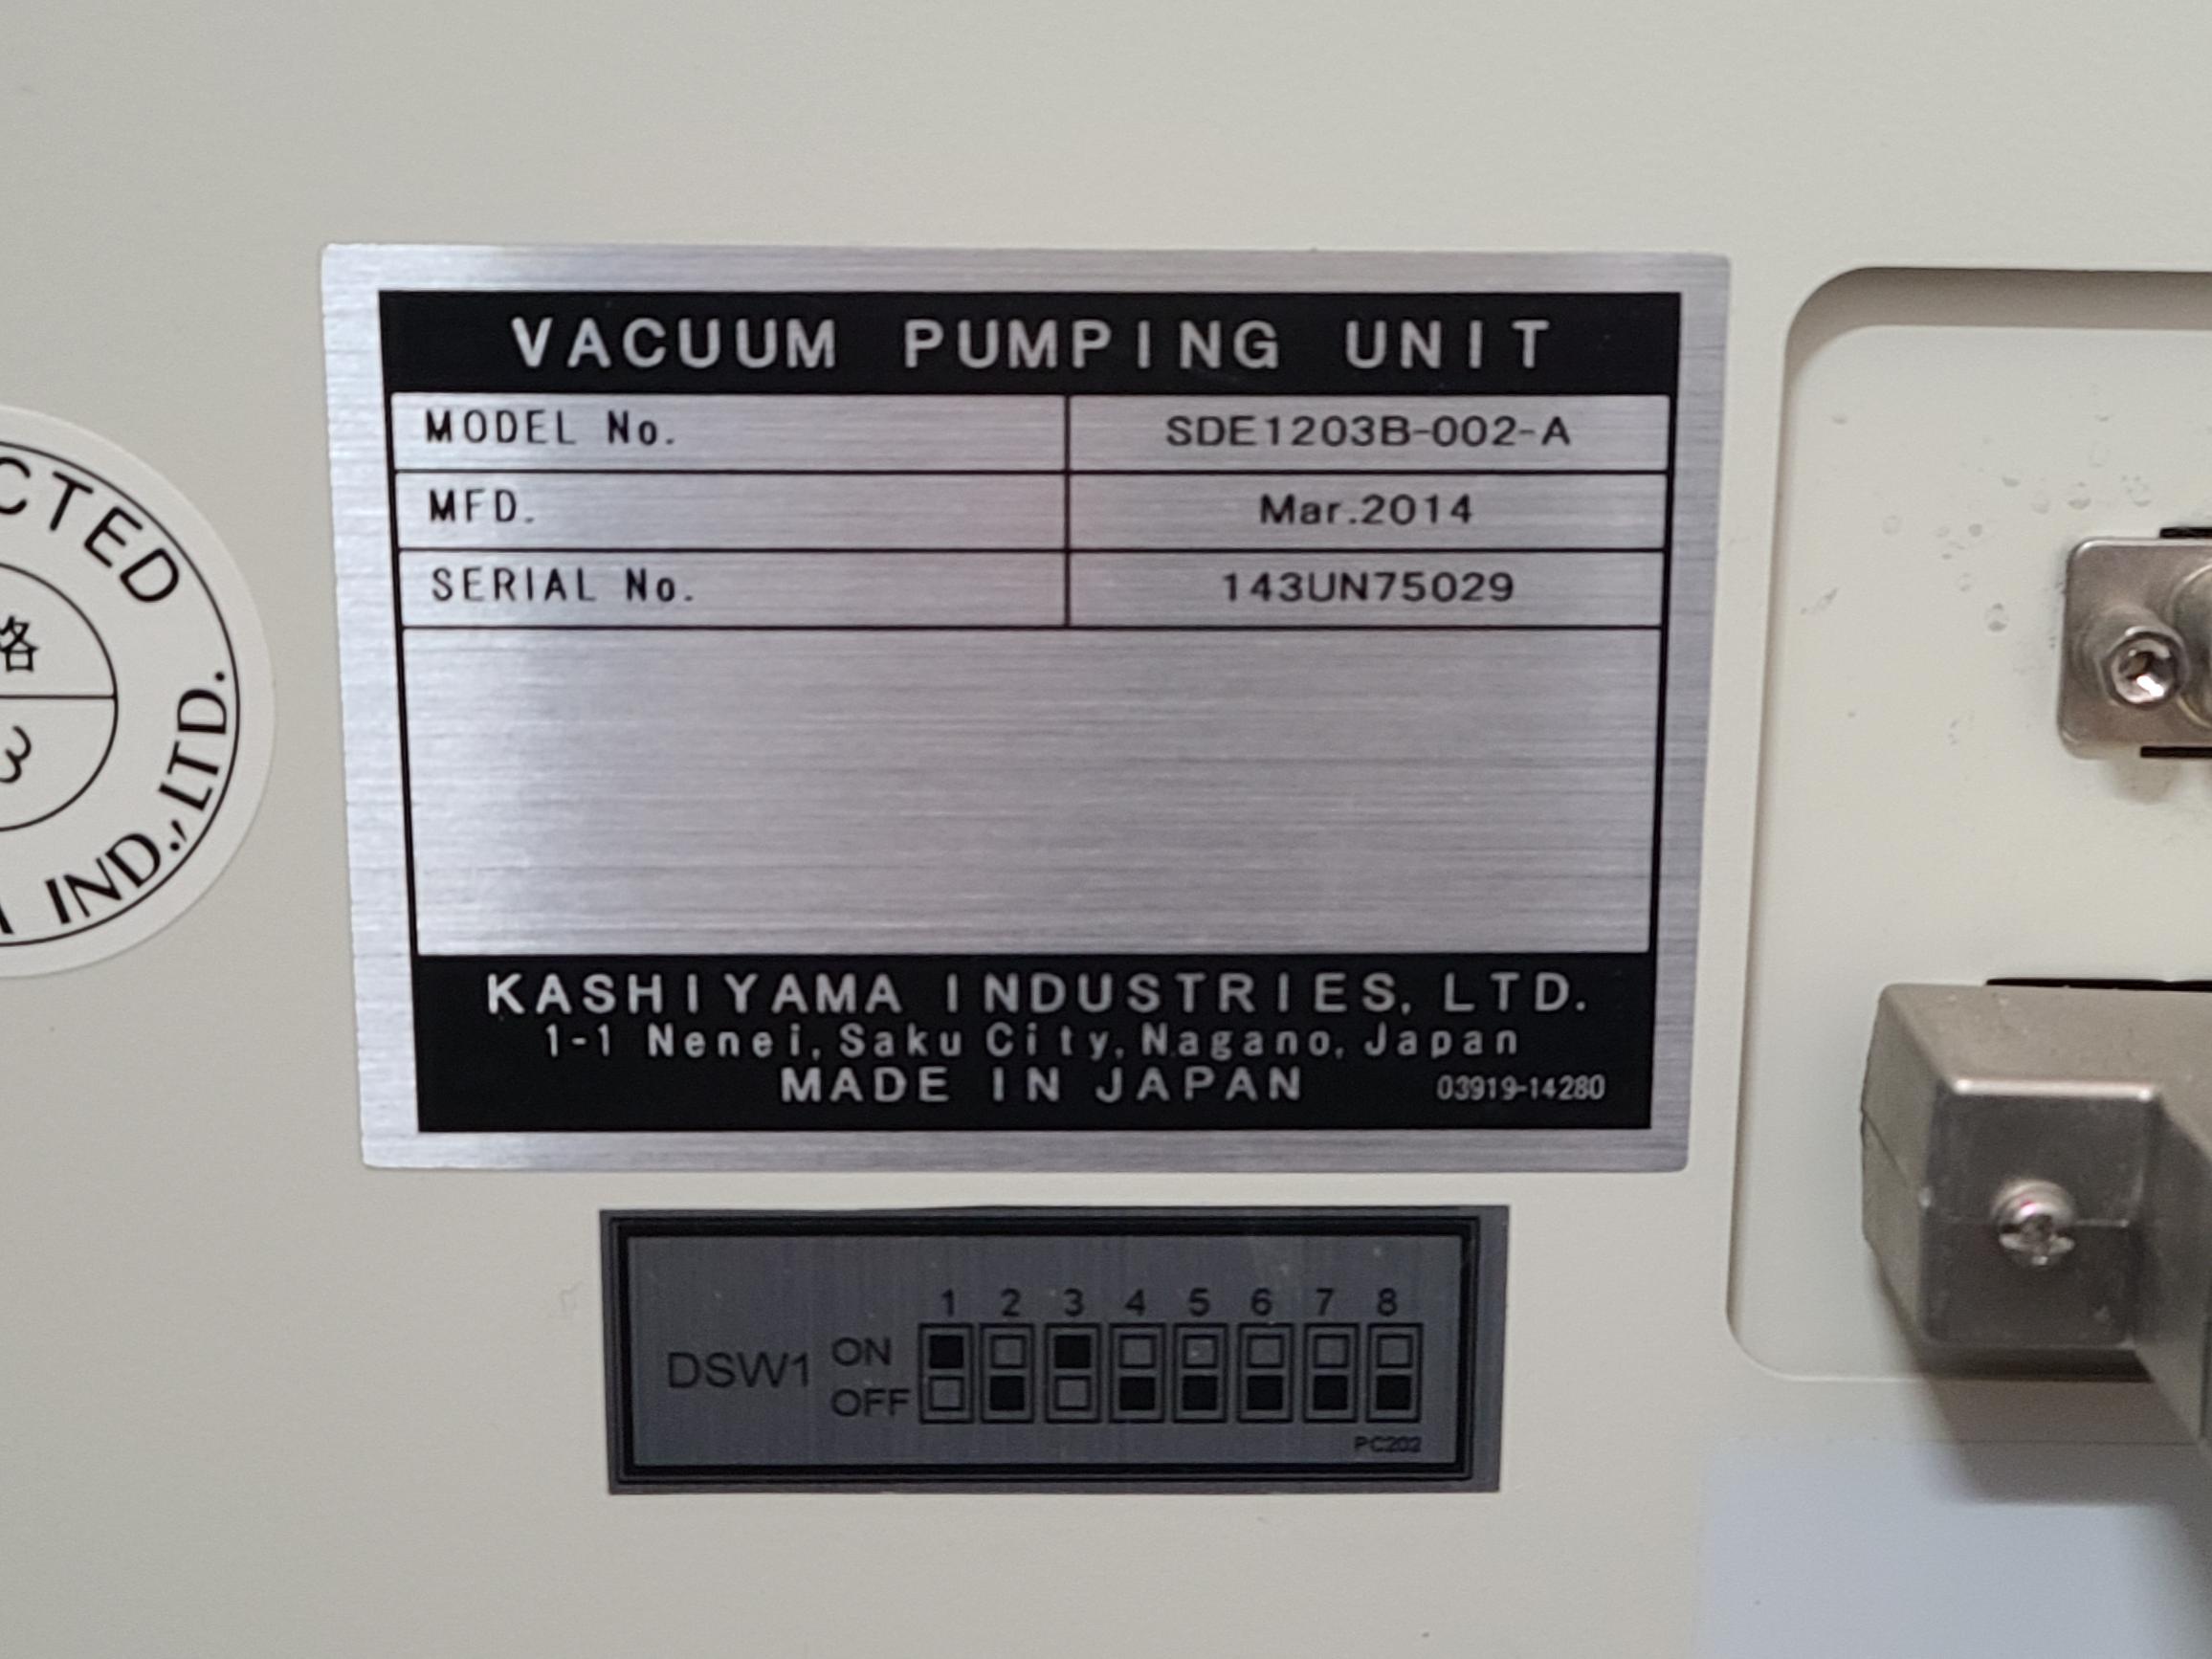 CTED
格
3
IND.,LTD.
VACUUM PUMPING UNIT
MODEL No. SDE1203B-002-A
MFD. Mar.2014
SERIAL No. 143UN75029
KASHIYAMA INDUSTRIES, LTD.
1-1 Nenei, Saku City, Nagano, Japan
MADE IN JAPAN 03919-14280
1 2 3 4 5 6 7 8
DSW1 ON
OFF
PC202